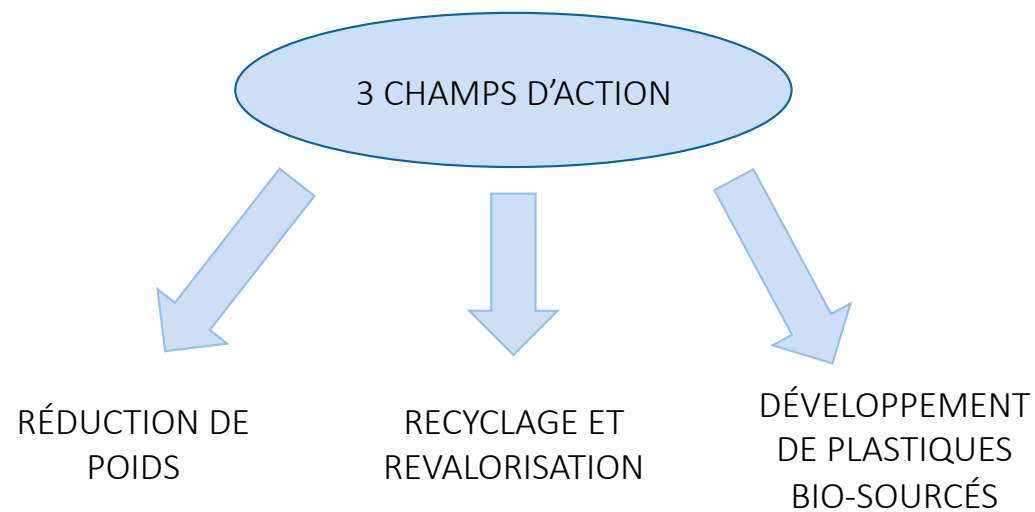 3 CHAMPS D’ACTION
RÉDUCTION DE
POIDS
RECYCLAGE ET
REVALORISATION
DÉVELOPPEMENT
DE PLASTIQUES
BIO-SOURCÉS